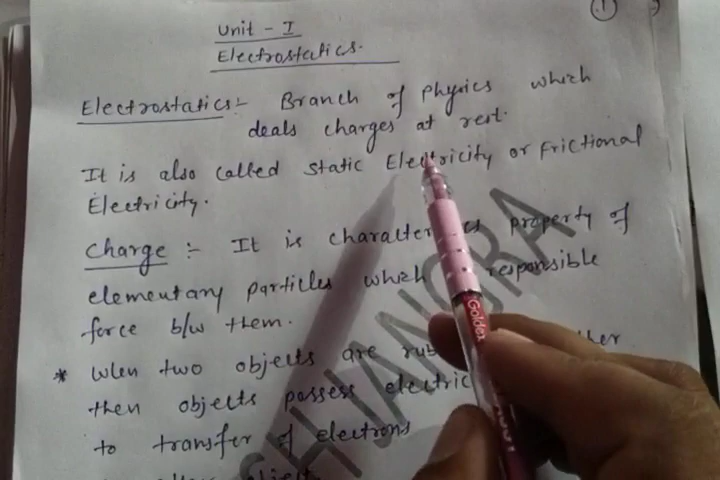 1
Unit - I
Electrostatics.
Electrostatics :- Branch of physics which
deals charges at rest.
It is also called static Electricity or frictional
Electricity.
Charge :- It is property of
elementary particles which responsible
force b/w them.
* When two objects are
then objects possess
to transfer of electrons
Goldex